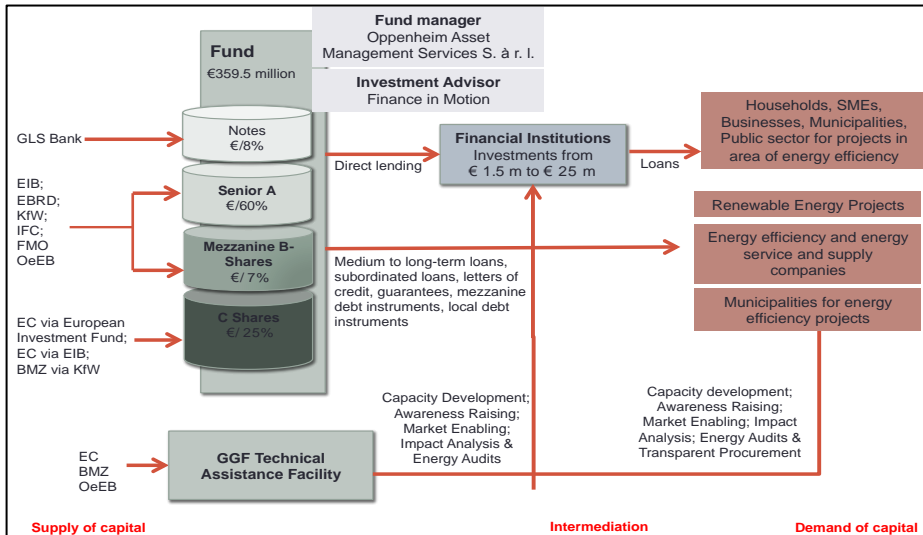 Fund manager
Oppenheim Asset
Management Services S. à r. l.
Fund
€359.5 million
Investment Advisor
Finance in Motion
GLS Bank
Notes
€/8%
Direct lending
Financial Institutions
Investments from
€ 1.5 m to € 25 m
Loans
Households, SMEs,
Businesses, Municipalities,
Public sector for projects in
area of energy efficiency
EIB;
EBRD;
KfW;
IFC;
FMO
OeEB
Senior A
€/60%
Mezzanine B-
Shares
€/ 7%
Renewable Energy Projects
Energy efficiency and energy
service and supply
companies
Medium to long-term loans,
subordinated loans, letters of
credit, guarantees, mezzanine
debt instruments, local debt
instruments
Municipalities for energy
efficiency projects
EC via European
Investment Fund;
EC via EIB;
BMZ via KfW
C Shares
€/ 25%
Capacity Development;
Awareness Raising;
Market Enabling;
Impact Analysis &
Energy Audits
Capacity development;
Awareness Raising;
Market Enabling; Impact
Analysis; Energy Audits &
Transparent Procurement
EC
BMZ
OeEB
GGF Technical
Assistance Facility
Supply of capital
Intermediation
Demand of capital